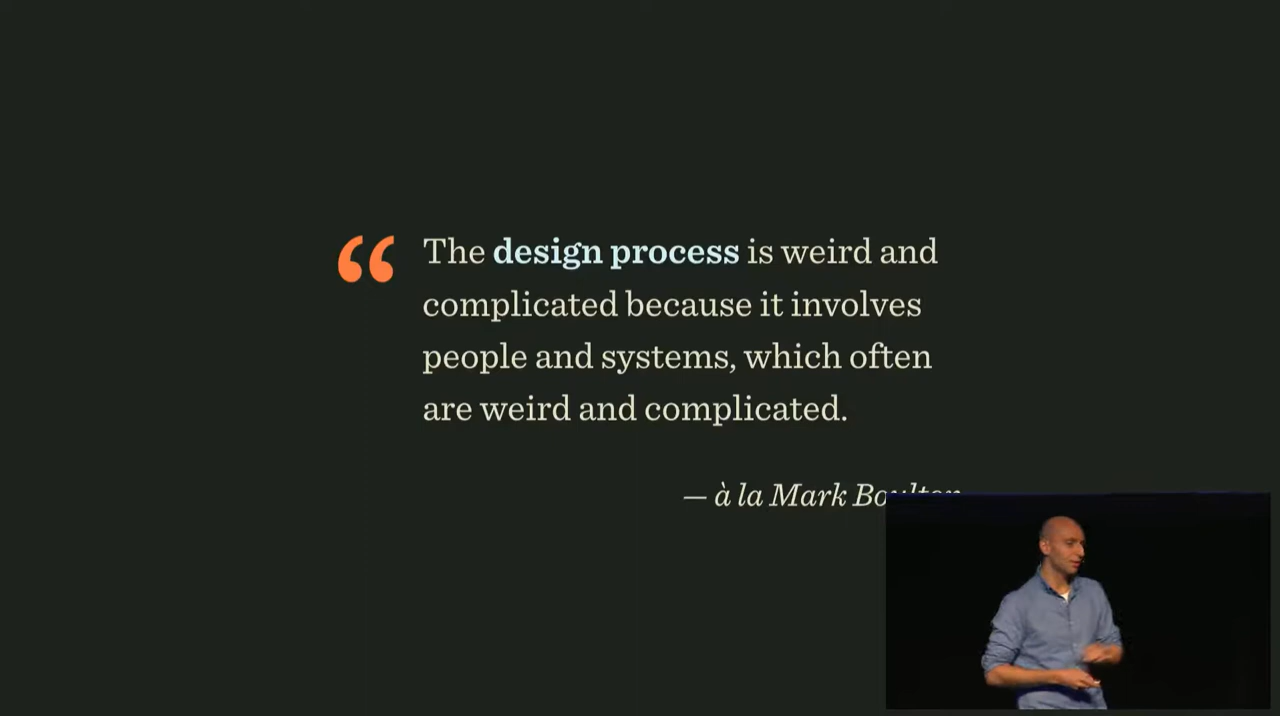 “ The design process is weird and
complicated because it involves
people and systems, which often
are weird and complicated.
— à la Mark Boulton